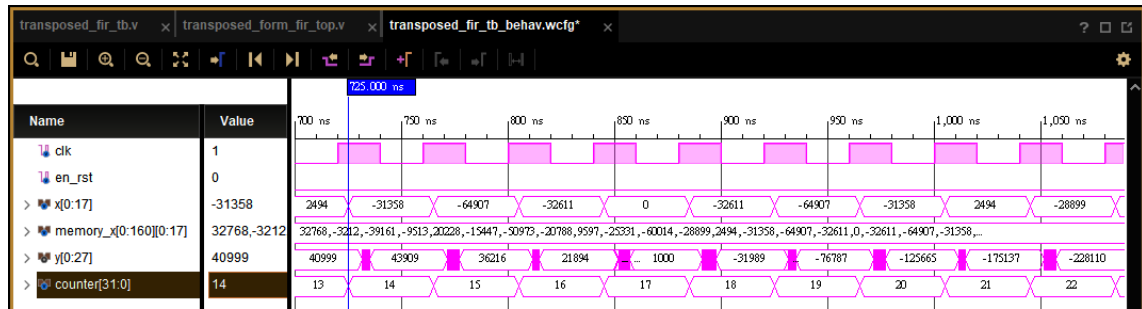 transposed_fir_tb.v × transposed_form_fir_top.v × transposed_fir_tb_behav.wcfg* × ?
725.000 ns
Name Value 700 ns 750 ns 800 ns 850 ns 900 ns 950 ns 1,000 ns 1,050 ns
clk 1
en_rst 0
x[0:17] -31358 2494 -31358 -64907 -32611 0 -32611 -64907 -31358 2494 -28899
memory_x[0:160][0:17] 32768,-3212 32768,-3212,-39161,-9513,20228,-15447,-50973,-20788,9597,-25331,-60014,-28899,2494,-31358,-64907,-32611,0,-32611,-64907,-31358,...
y[0:27] 40999 40999 43909 36216 21894 ... 1000 -31989 -76787 -125665 -175137 -228110
counter[31:0] 14 13 14 15 16 17 18 19 20 21 22